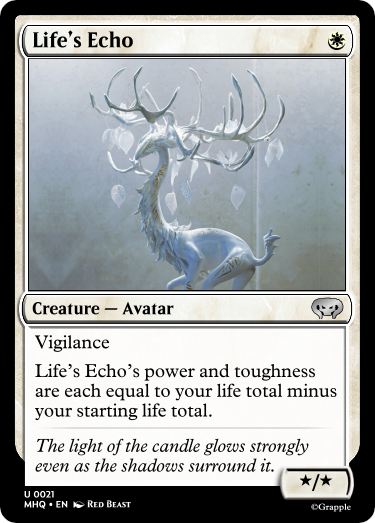 Life's Echo
Creature — Avatar
Vigilance
Life's Echo's power and toughness
are each equal to your life total minus
your starting life total.
The light of the candle glows strongly
even as the shadows surround it.
★/★
U 0021
MHQ • EN Red Beast
©Grapple